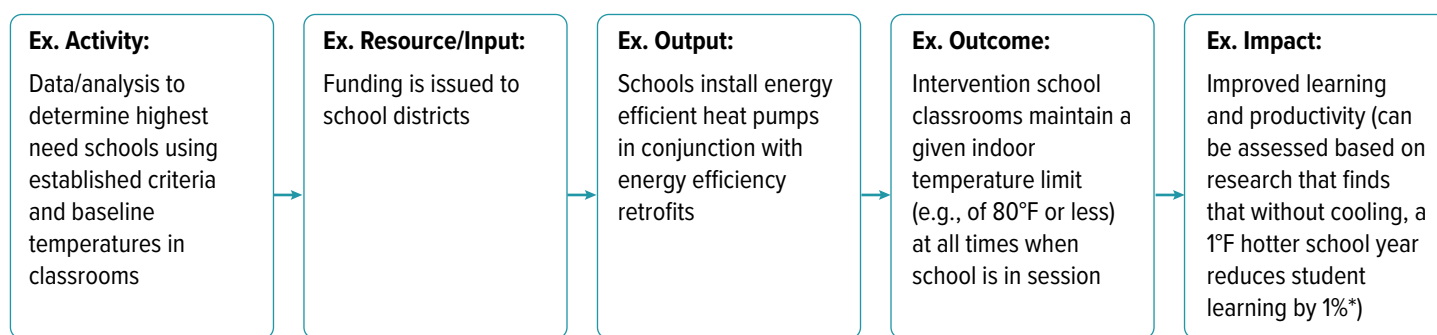 Ex. Activity:
Data/analysis to
determine highest
need schools using
established criteria
and baseline
temperatures in
classrooms
Ex. Resource/Input:
Funding is issued to
school districts
Ex. Output:
Schools install energy
efficient heat pumps
in conjunction with
energy efficiency
retrofits
Ex. Outcome:
Intervention school
classrooms maintain a
given indoor
temperature limit
(e.g., of 80°F or less)
at all times when
school is in session
Ex. Impact:
Improved learning
and productivity (can
be assessed based on
research that finds
that without cooling, a
1°F hotter school year
reduces student
learning by 1%*)